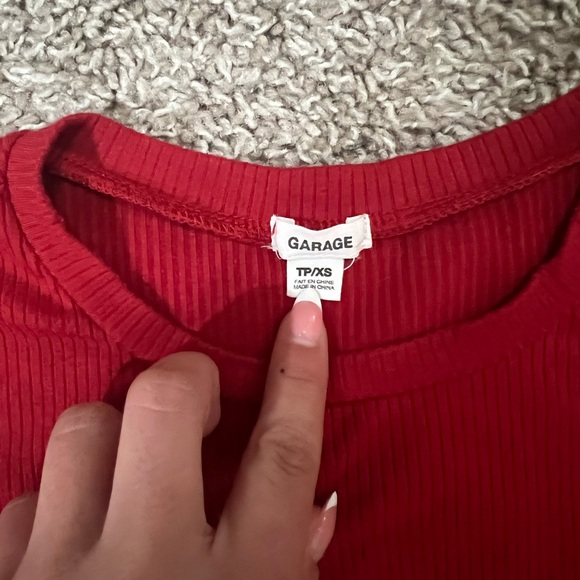 GARAGE
TP/XS
FAIT EN CHINE
MADE IN CHINA